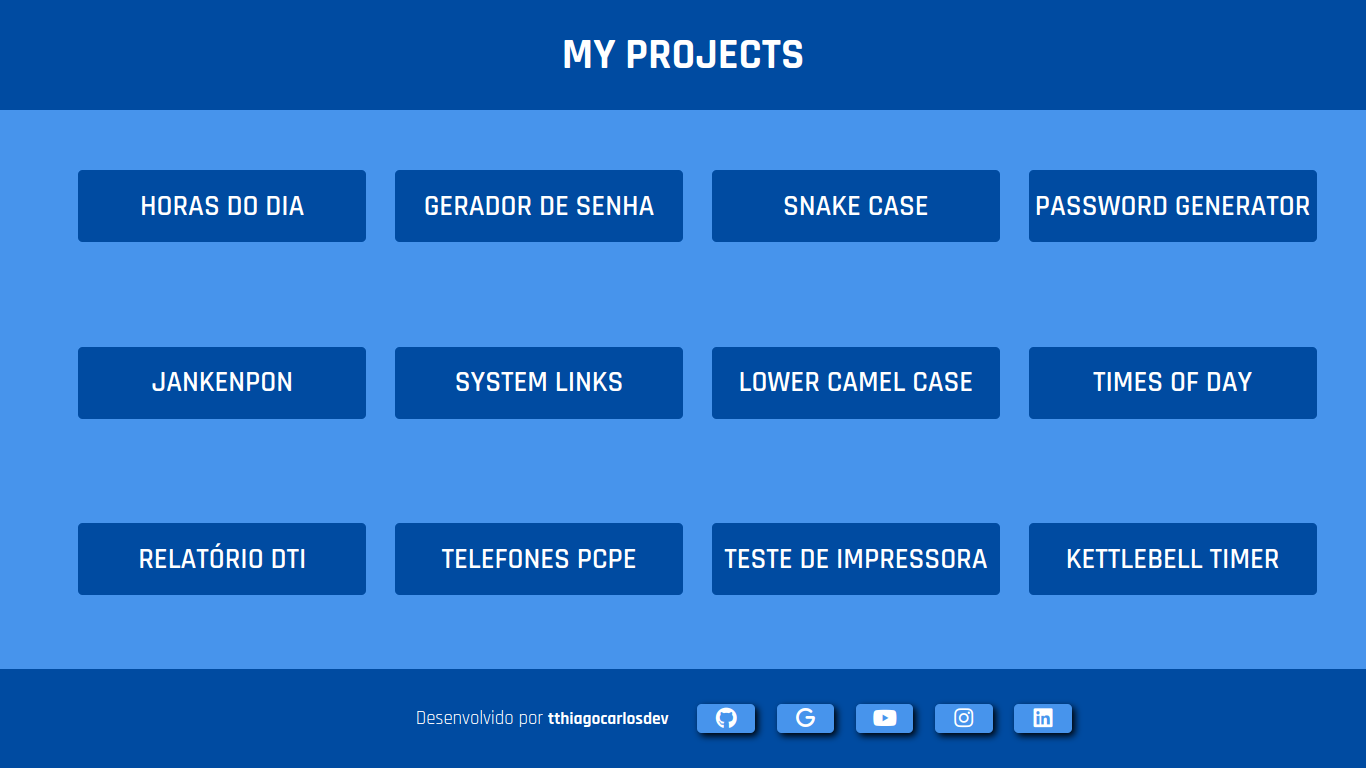 MY PROJECTS
HORAS DO DIA
GERADOR DE SENHA
SNAKE CASE
PASSWORD GENERATOR
JANKENPON
SYSTEM LINKS
LOWER CAMEL CASE
TIMES OF DAY
RELATÓRIO DTI
TELEFONES PCPE
TESTE DE IMPRESSORA
KETTLEBELL TIMER
Desenvolvido por tthiagocarlosdev